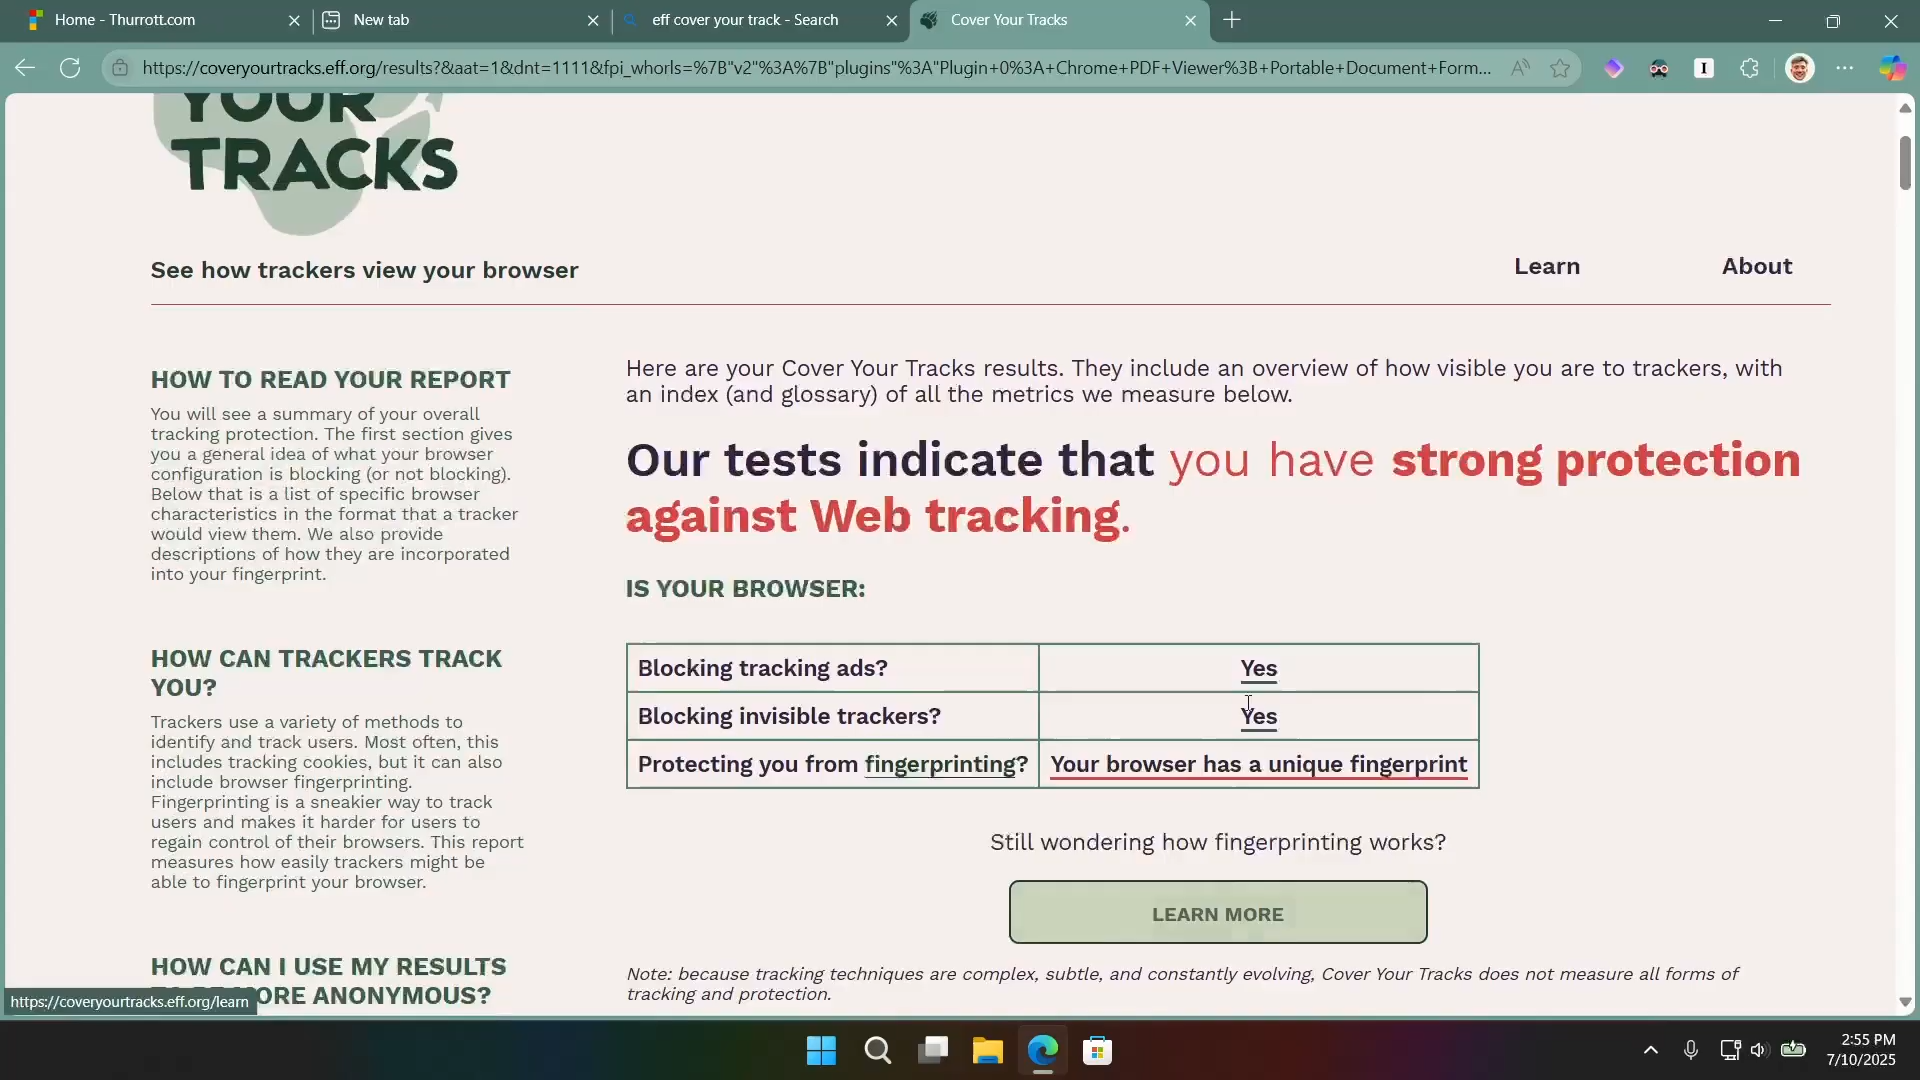 Home - Thurrott.com
New tab
eff cover your track - Search
Cover Your Tracks
https://coveryourtracks.eff.org/results?&aat=1&dnt=1111&fpi_whorls=%7B"v2"%3A%7B"plugins"%3A"Plugin+0%3A+Chrome+PDF+Viewer%3B+Portable+Document+Form...
YOUR
TRACKS
See how trackers view your browser
Learn
About
HOW TO READ YOUR REPORT
You will see a summary of your overall
tracking protection. The first section gives
you a general idea of what your browser
configuration is blocking (or not blocking).
Below that is a list of specific browser
characteristics in the format that a tracker
would view them. We also provide
descriptions of how they are incorporated
into your fingerprint.
HOW CAN TRACKERS TRACK
YOU?
Trackers use a variety of methods to
identify and track users. Most often, this
includes tracking cookies, but it can also
include browser fingerprinting.
Fingerprinting is a sneakier way to track
users and makes it harder for users to
regain control of their browsers. This report
measures how easily trackers might be
able to fingerprint your browser.
HOW CAN I USE MY RESULTS
ORE ANONYMOUS?
Here are your Cover Your Tracks results. They include an overview of how visible you are to trackers, with
an index (and glossary) of all the metrics we measure below.
Our tests indicate that you have strong protection
against Web tracking.
IS YOUR BROWSER:
Blocking tracking ads? Yes
Blocking invisible trackers? Yes
Protecting you from fingerprinting? Your browser has a unique fingerprint
Still wondering how fingerprinting works?
LEARN MORE
Note: because tracking techniques are complex, subtle, and constantly evolving, Cover Your Tracks does not measure all forms of
tracking and protection.
https://coveryourtracks.eff.org/learn
2:55 PM
7/10/2025